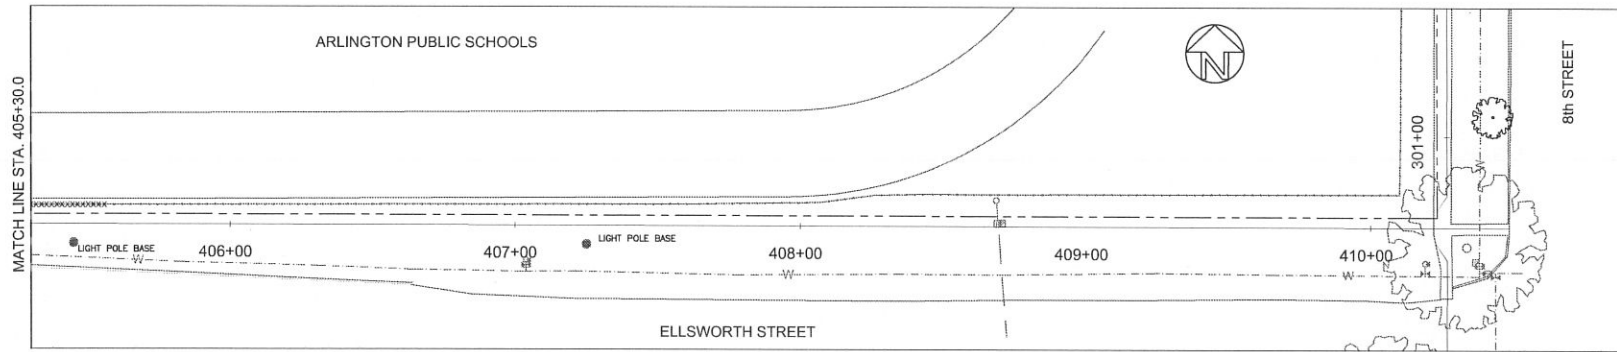 ARLINGTON PUBLIC SCHOOLS
N
MATCH LINE STA. 405+30.0
8th STREET
301+00
W
LIGHT POLE BASE
LIGHT POLE BASE
406+00
407+00
408+00
409+00
410+00
W
W
W
ELLSWORTH STREET